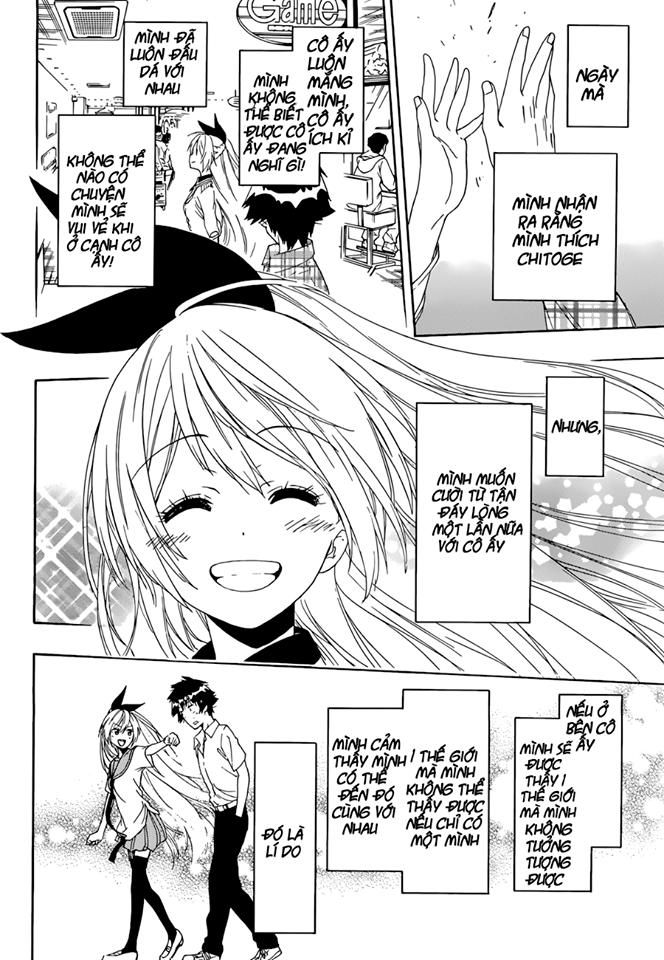 NGÀY
MÀ
MÌNH NHẬN
RA RẰNG
MÌNH THÍCH
CHITOGE
Game
CÔ ẤY
LUÔN
MẮNG
MÌNH,
CÔ ẤY
ÍCH KỈ
MÌNH
KHÔNG
THỂ BIẾT
ĐƯỢC CÔ
ẤY ĐANG
NGHĨ GÌ!
MÌNH ĐÃ
LUÔN ĐẤU
ĐÁ VỚI
NHAU
KHÔNG THỂ
NÀO CÓ
CHUYỆN
MÌNH SẼ
VUI VẺ KHI
Ở CẠNH CÔ
ẤY!
NHƯNG,
MÌNH MUỐN
CƯỜI TỪ TẬN
ĐÁY LÒNG
MỘT LẦN NỮA
VỚI CÔ ẤY
NẾU Ở
BÊN CÔ
ẤY
MÌNH SẼ
ĐƯỢC
THẤY 1
THẾ GIỚI
MÀ MÌNH
KHÔNG
TƯỞNG
TƯỢNG
ĐƯỢC
1 THẾ GIỚI
MÀ MÌNH
KHÔNG THỂ
THẤY ĐƯỢC
NẾU CHỈ CÓ
MỘT MÌNH
MÌNH CẢM
THẤY MÌNH
CÓ THỂ
ĐẾN ĐÓ
CÙNG VỚI
NHAU
ĐÓ LÀ
LÍ DO